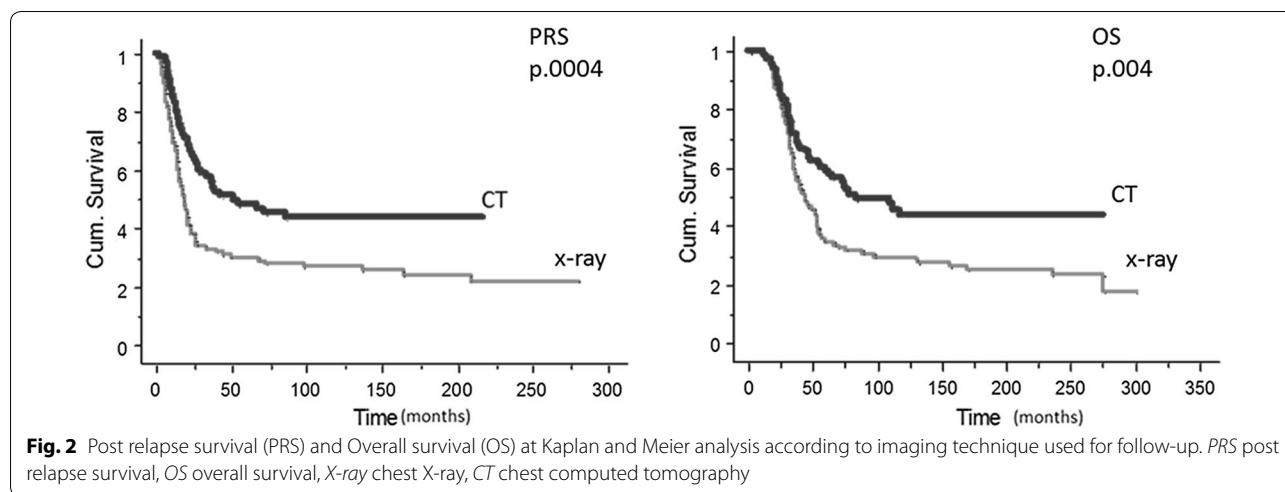 PRS
p.0004
1
8
6
4
2
0
Cum. Survival
CT
x-ray
0 50 100 150 200 250 300
Time (months)
OS
p.004
1
8
6
4
2
0
Cum. Survival
CT
x-ray
0 50 100 150 200 250 300 350
Time (months)
Fig. 2 Post relapse survival (PRS) and Overall survival (OS) at Kaplan and Meier analysis according to imaging technique used for follow-up. PRS post
relapse survival, OS overall survival, X-ray chest X-ray, CT chest computed tomography